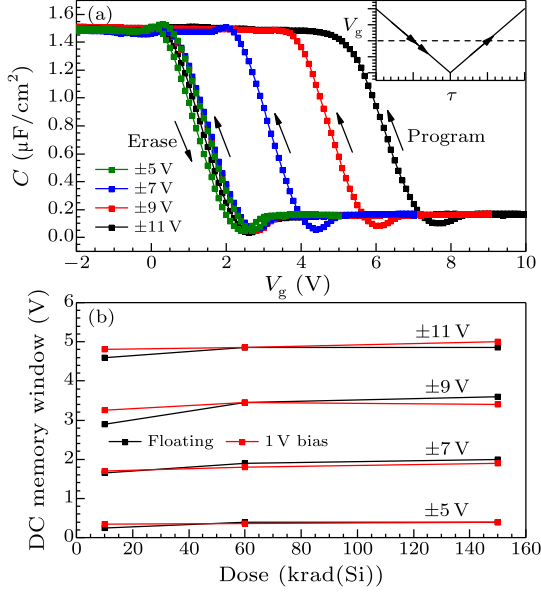 1.6
(a)
1.4
1.2
1.0
0.8
0.6
0.4
0.2
0.0
C (μF/cm²)
Vg
τ
Erase
Program
±5 V
±7 V
±9 V
±11 V
−2
0
2
4
6
8
10
Vg (V)
6
(b)
5
4
3
2
1
0
DC memory window (V)
±11 V
±9 V
Floating
1 V bias
±7 V
±5 V
0
20
40
60
80
100
120
140
160
Dose (krad(Si))